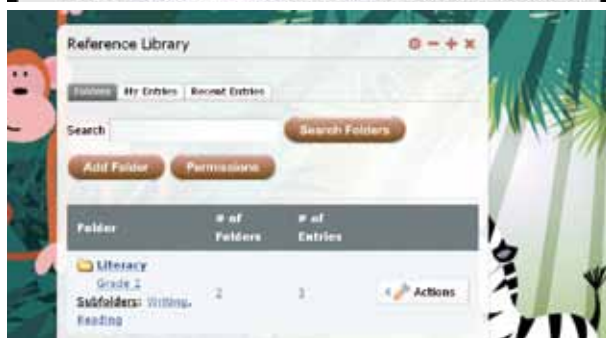 Reference Library
Folders My Entries Recent Entries
Search Search Folders
Add Folder Permissions
Folder # of Folders # of Entries
Literacy
Grade 1
Subfolders: Writing,
Reading
2 3 Actions